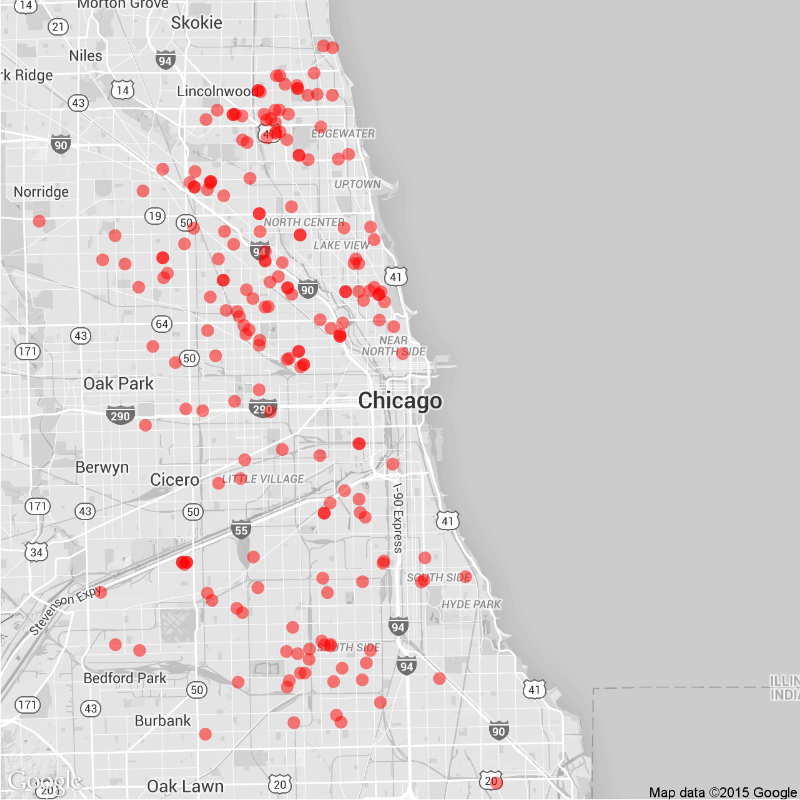 14
Morton Grove
21
Skokie
Niles
94
rk Ridge
14
Lincolnwood
43
41
EDGEWATER
90
Norridge
UPTOWN
19
50
NORTH CENTER
94
LAKE VIEW
41
90
64
43
NEAR
NORTH SIDE
171
50
Oak Park
290
290
Chicago
Berwyn
Cicero
LITTLE VILLAGE
171
43
50
I-90 Express
41
55
34
SOUTH SIDE
Stevenson Expy
HYDE PARK
94
SOUTH SIDE
94
Bedford Park
50
41
ILLIN
INDIA
171
43
Burbank
90
Google
20
Oak Lawn
20
20
Map data ©2015 Google